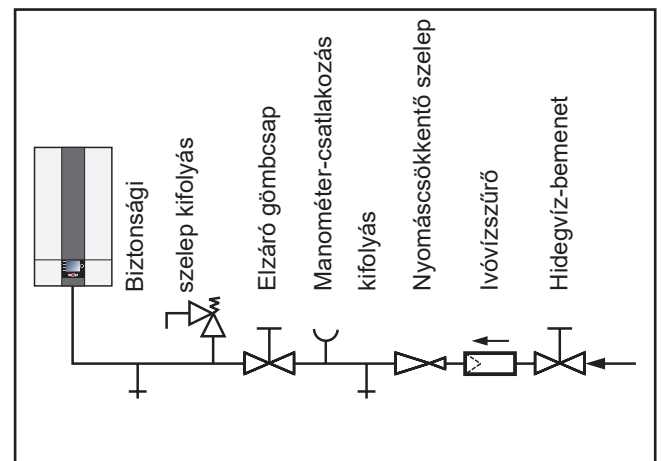 Biztonsági
szelep kifolyás
Elzáró gömbcsap
Manométer-csatlakozás
kifolyás
Nyomáscsökkentő szelep
Ivóvízszűrő
Hidegvíz-bemenet